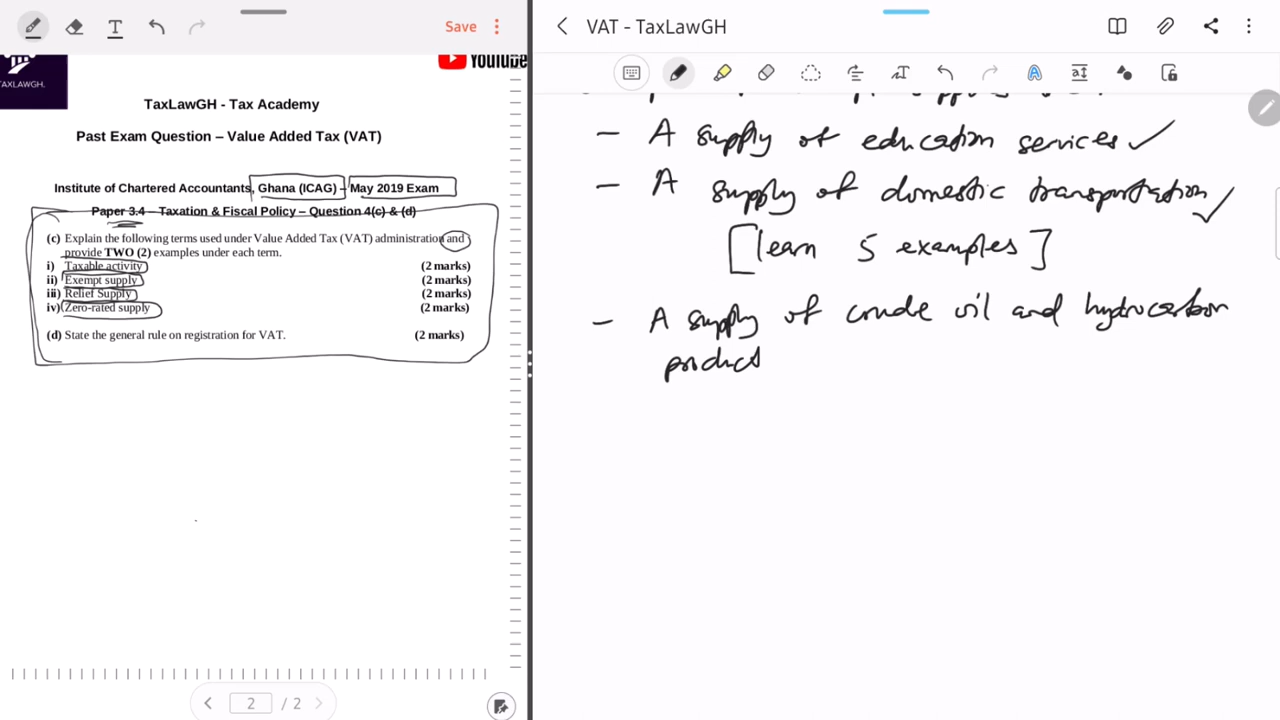 Save
VAT - TaxLawGH
TAXLAWGH.
YouTube
TaxLawGH - Tax Academy
Past Exam Question – Value Added Tax (VAT)
Institute of Chartered Accountants, Ghana (ICAG) – May 2019 Exam
Paper 3.4 – Taxation & Fiscal Policy – Question 4(c) & (d)
(c) Explain the following terms used under Value Added Tax (VAT) administration and
provide TWO (2) examples under each term.
i) Taxable activity (2 marks)
ii) Exempt supply (2 marks)
iii) Relief Supply (2 marks)
iv) Zero-rated supply (2 marks)
(d) State the general rule on registration for VAT. (2 marks)
2 / 2
- A supply of education services ✓
- A supply of domestic transportation ✓
[learn 5 examples]
- A supply of crude oil and hydrocarbon
product